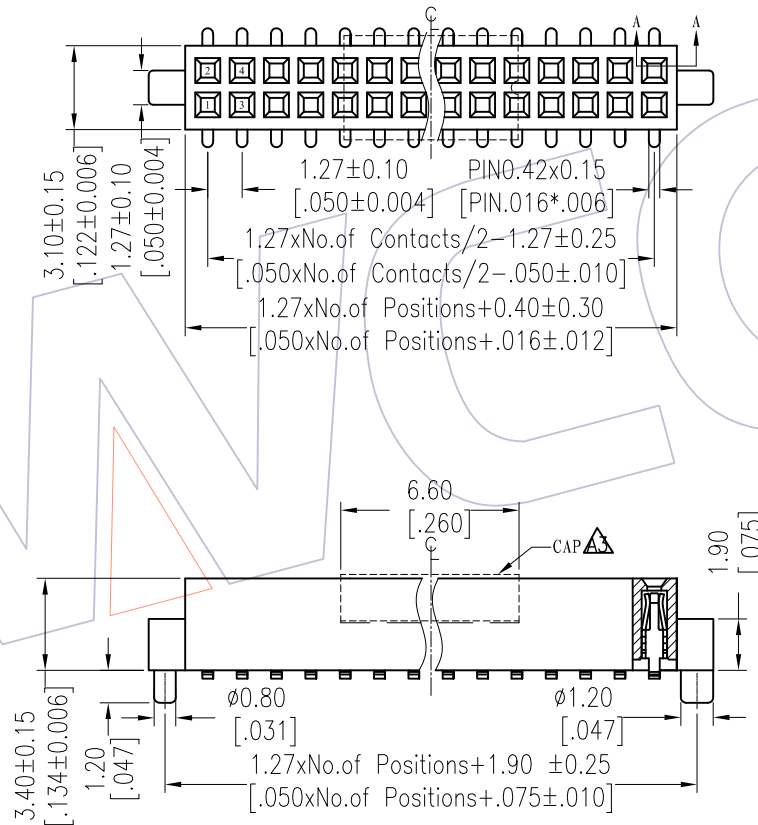 C
A A
2 4
1 3
C
1.27±0.10
[.050±0.004]
PIN0.42x0.15
[PIN.016*.006]
3.10±0.15
[.122±0.006]
1.27±0.10
[.050±0.004]
1.27xNo.of Contacts/2-1.27±0.25
[.050xNo.of Contacts/2-.050±.010]
1.27xNo.of Positions+0.40±0.30
[.050xNo.of Positions+.016±.012]
WCO
6.60
[.260]
CL
CAP A3
1.90
[.075]
3.40±0.15
[.134±0.006]
1.20
[.047]
ø0.80
[.031]
ø1.20
[.047]
1.27xNo.of Positions+1.90 ±0.25
[.050xNo.of Positions+.075±.010]